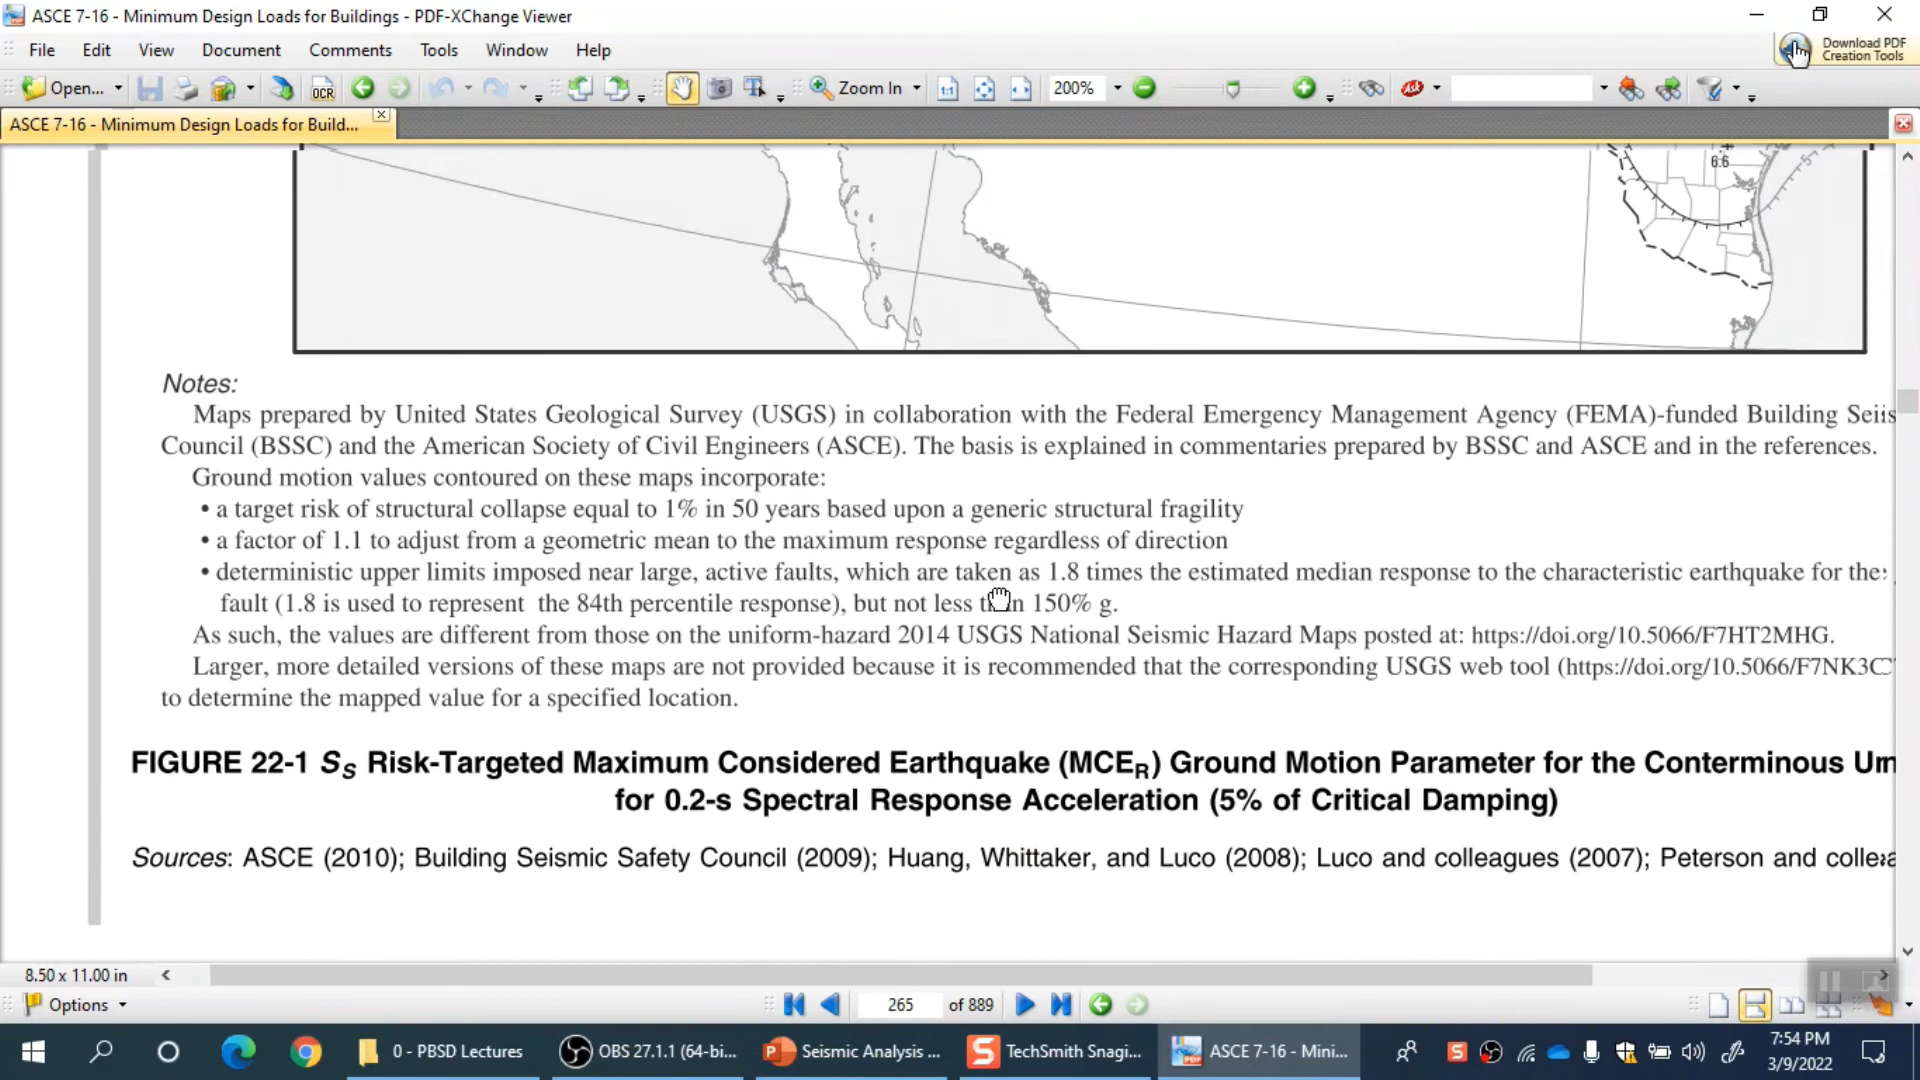 ASCE 7-16 - Minimum Design Loads for Buildings - PDF-XChange Viewer
File Edit View Document Comments Tools Window Help
Download PDF
Creation Tools
Open... OCR Zoom In 1:1 200%
ASCE 7-16 - Minimum Design Loads for Build...
6.6
5
Notes:
Maps prepared by United States Geological Survey (USGS) in collaboration with the Federal Emergency Management Agency (FEMA)-funded Building
Council (BSSC) and the American Society of Civil Engineers (ASCE). The basis is explained in commentaries prepared by BSSC and ASCE and in the references.
Ground motion values contoured on these maps incorporate:
• a target risk of structural collapse equal to 1% in 50 years based upon a generic structural fragility
• a factor of 1.1 to adjust from a geometric mean to the maximum response regardless of direction
• deterministic upper limits imposed near large, active faults, which are taken as 1.8 times the estimated median response to the characteristic earthquake for the
fault (1.8 is used to represent the 84th percentile response), but not less than 150% g.
As such, the values are different from those on the uniform-hazard 2014 USGS National Seismic Hazard Maps posted at: https://doi.org/10.5066/F7HT2MHG.
Larger, more detailed versions of these maps are not provided because it is recommended that the corresponding USGS web tool (https://doi.org/10.5066/F7NK3C
to determine the mapped value for a specified location.
FIGURE 22-1 SS Risk-Targeted Maximum Considered Earthquake (MCER) Ground Motion Parameter for the Conterminous
for 0.2-s Spectral Response Acceleration (5% of Critical Damping)
Sources: ASCE (2010); Building Seismic Safety Council (2009); Huang, Whittaker, and Luco (2008); Luco and colleagues (2007); Peterson and
8.50 x 11.00 in
Options 265 of 889
0 - PBSD Lectures OBS 27.1.1 (64-bi... Seismic Analysis ... TechSmith Snagi... ASCE 7-16 - Mini... 7:54 PM
3/9/2022